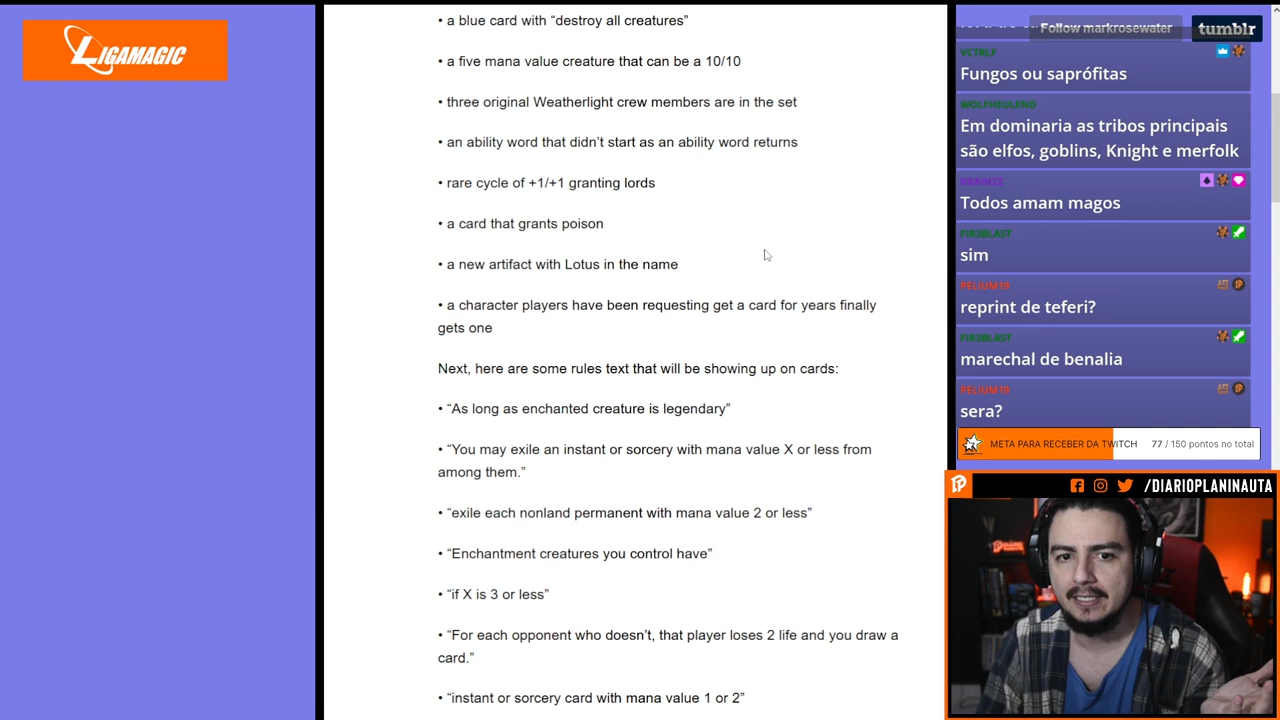 LIGAMAGIC
• a blue card with “destroy all creatures”
• a five mana value creature that can be a 10/10
• three original Weatherlight crew members are in the set
• an ability word that didn’t start as an ability word returns
• rare cycle of +1/+1 granting lords
• a card that grants poison
• a new artifact with Lotus in the name
• a character players have been requesting get a card for years finally
gets one
Next, here are some rules text that will be showing up on cards:
• “As long as enchanted creature is legendary”
• “You may exile an instant or sorcery with mana value X or less from
among them.”
• “exile each nonland permanent with mana value 2 or less”
• “Enchantment creatures you control have”
• “if X is 3 or less”
• “For each opponent who doesn’t, that player loses 2 life and you draw a
card.”
• “instant or sorcery card with mana value 1 or 2”
Follow markrosewater
tumblr
VCTRLF
Fungos ou saprófitas
WOLFHEULEND
Em dominaria as tribos principais
são elfos, goblins, Knight e merfolk
Todos amam magos
FIR3BLAST
sim
PELIUM19
reprint de teferi?
FIR3BLAST
marechal de benalia
PELIUM19
sera?
META PARA RECEBER DA TWITCH 77 / 150 pontos no total
/DIARIOPLANINAUTA